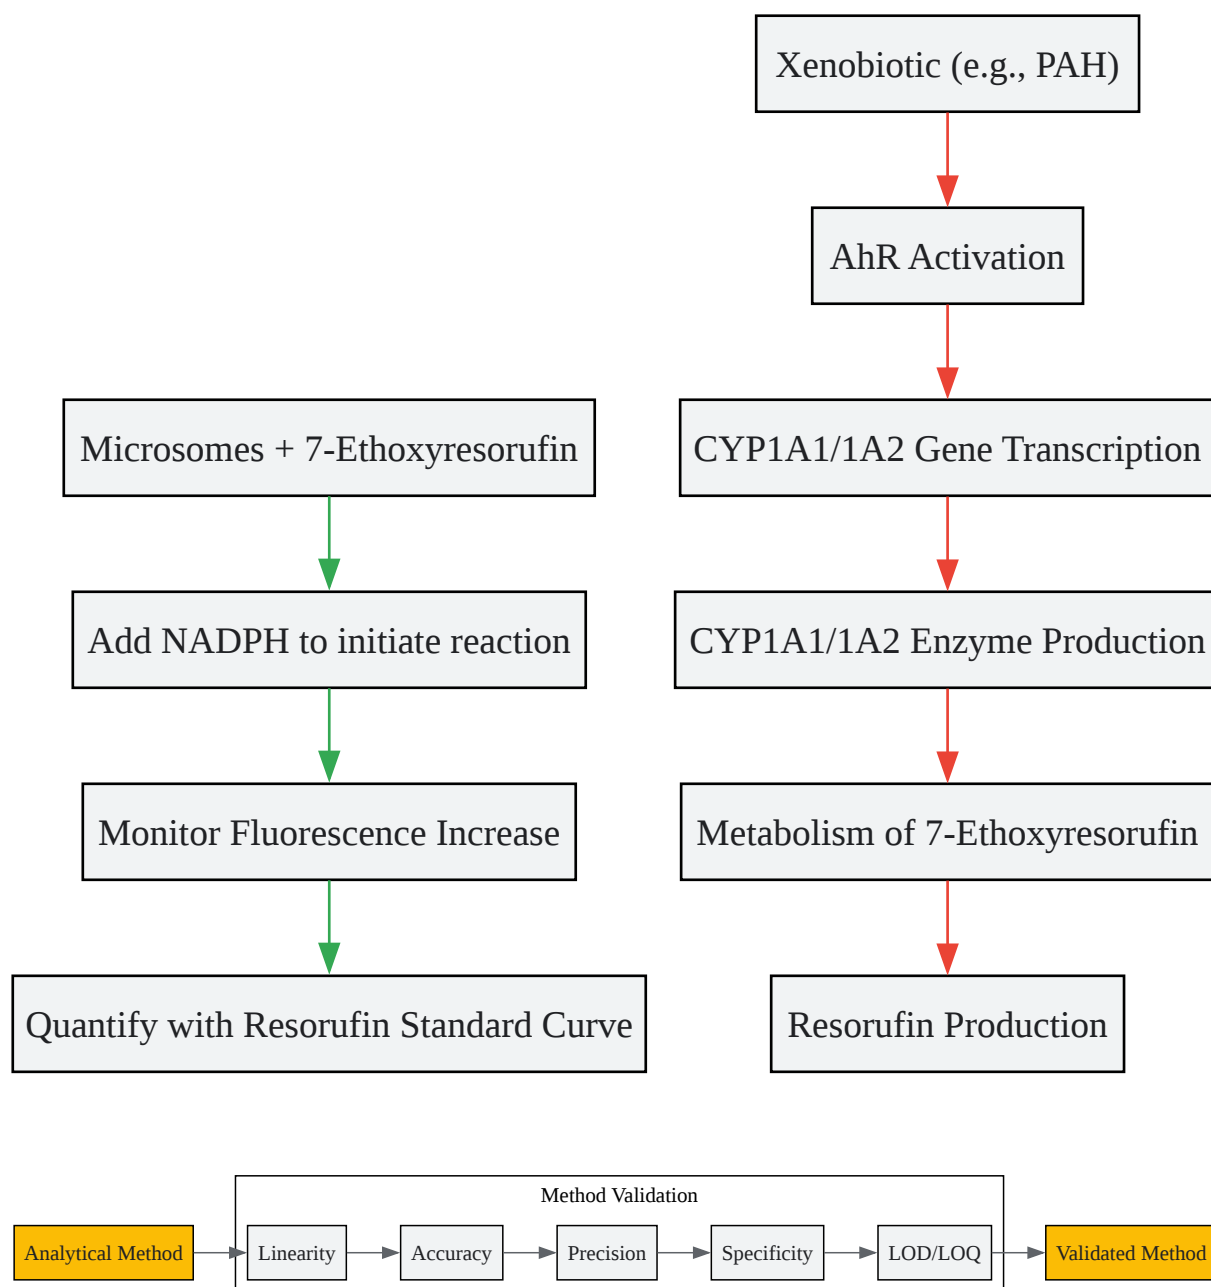 Xenobiotic (e.g., PAH)
AhR Activation
Microsomes + 7-Ethoxyresorufin
CYP1A1/1A2 Gene Transcription
Add NADPH to initiate reaction
CYP1A1/1A2 Enzyme Production
Monitor Fluorescence Increase
Metabolism of 7-Ethoxyresorufin
Quantify with Resorufin Standard Curve
Resorufin Production
Method Validation
Analytical Method
Linearity
Accuracy
Precision
Specificity
LOD/LOQ
Validated Method